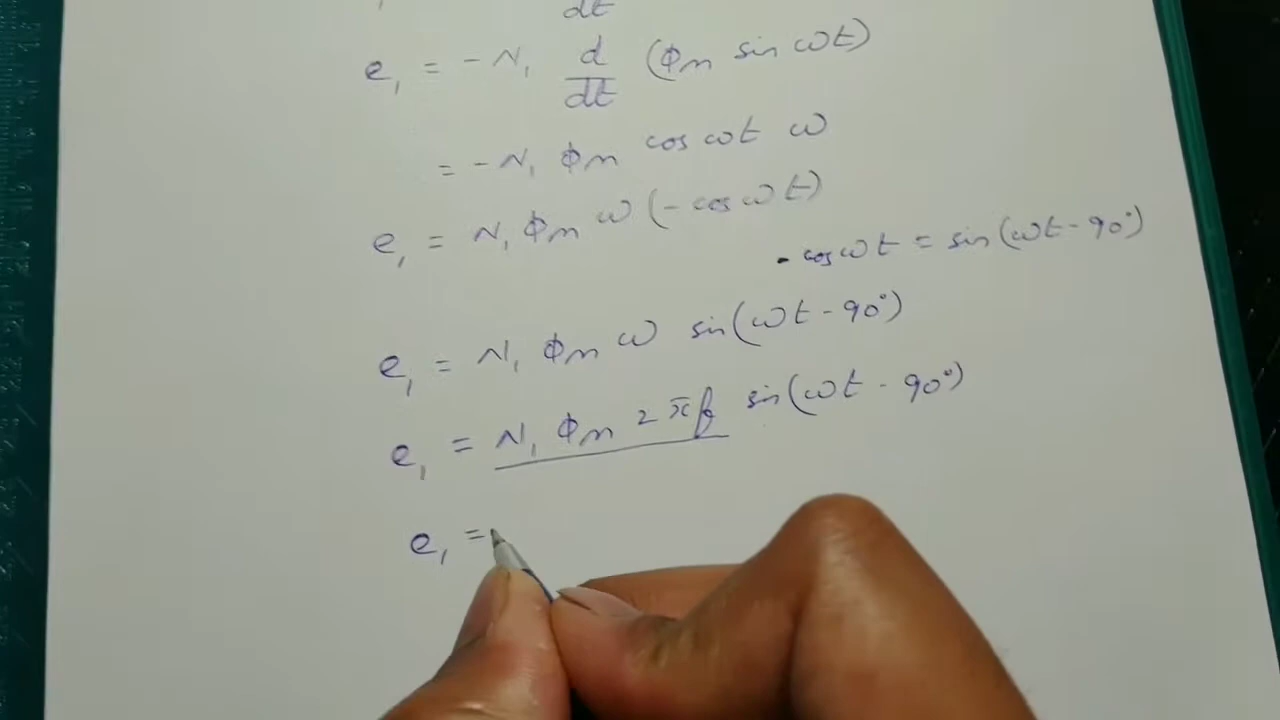 dt
e₁ = - N₁ d/dt (Φm sin ωt)
= - N₁ Φm cos ωt ω
e₁ = N₁ Φm ω (- cos ωt)
- cos ωt = sin(ωt - 90°)
e₁ = N₁ Φm ω sin(ωt - 90°)
e₁ = N₁ Φm 2πf sin(ωt - 90°)
e₁ =